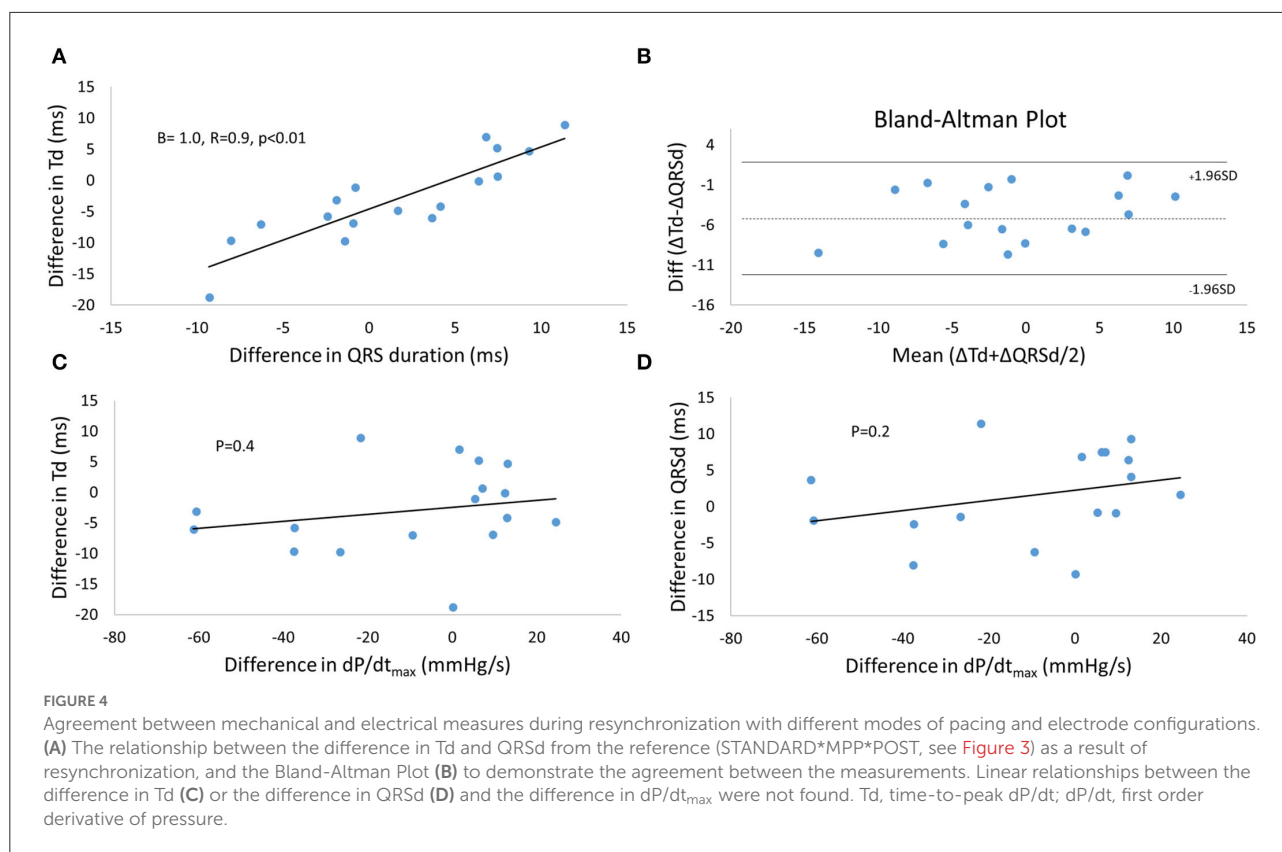 A
15
10
5
0
-5
-10
-15
-20
Difference in Td (ms)
B= 1.0, R=0.9, p<0.01
-15 -10 -5 0 5 10 15
Difference in QRS duration (ms)
B
Bland-Altman Plot
4
-1
-6
-11
-16
Diff (ΔTd-ΔQRSd)
+1.96SD
-1.96SD
-20 -15 -10 -5 0 5 10 15
Mean (ΔTd+ΔQRSd/2)
C
15
10
5
0
-5
-10
-15
-20
Difference in Td (ms)
P=0.4
-80 -60 -40 -20 0 20 40
Difference in dP/dtmax (mmHg/s)
D
15
10
5
0
-5
-10
-15
Difference in QRSd (ms)
P=0.2
-80 -60 -40 -20 0 20 40
Difference in dP/dtmax (mmHg/s)
FIGURE 4
Agreement between mechanical and electrical measures during resynchronization with different modes of pacing and electrode configurations.
(A) The relationship between the difference in Td and QRSd from the reference (STANDARD*MPP*POST, see Figure 3) as a result of
resynchronization, and the Bland-Altman Plot (B) to demonstrate the agreement between the measurements. Linear relationships between the
difference in Td (C) or the difference in QRSd (D) and the difference in dP/dtmax were not found. Td, time-to-peak dP/dt; dP/dt, first order
derivative of pressure.